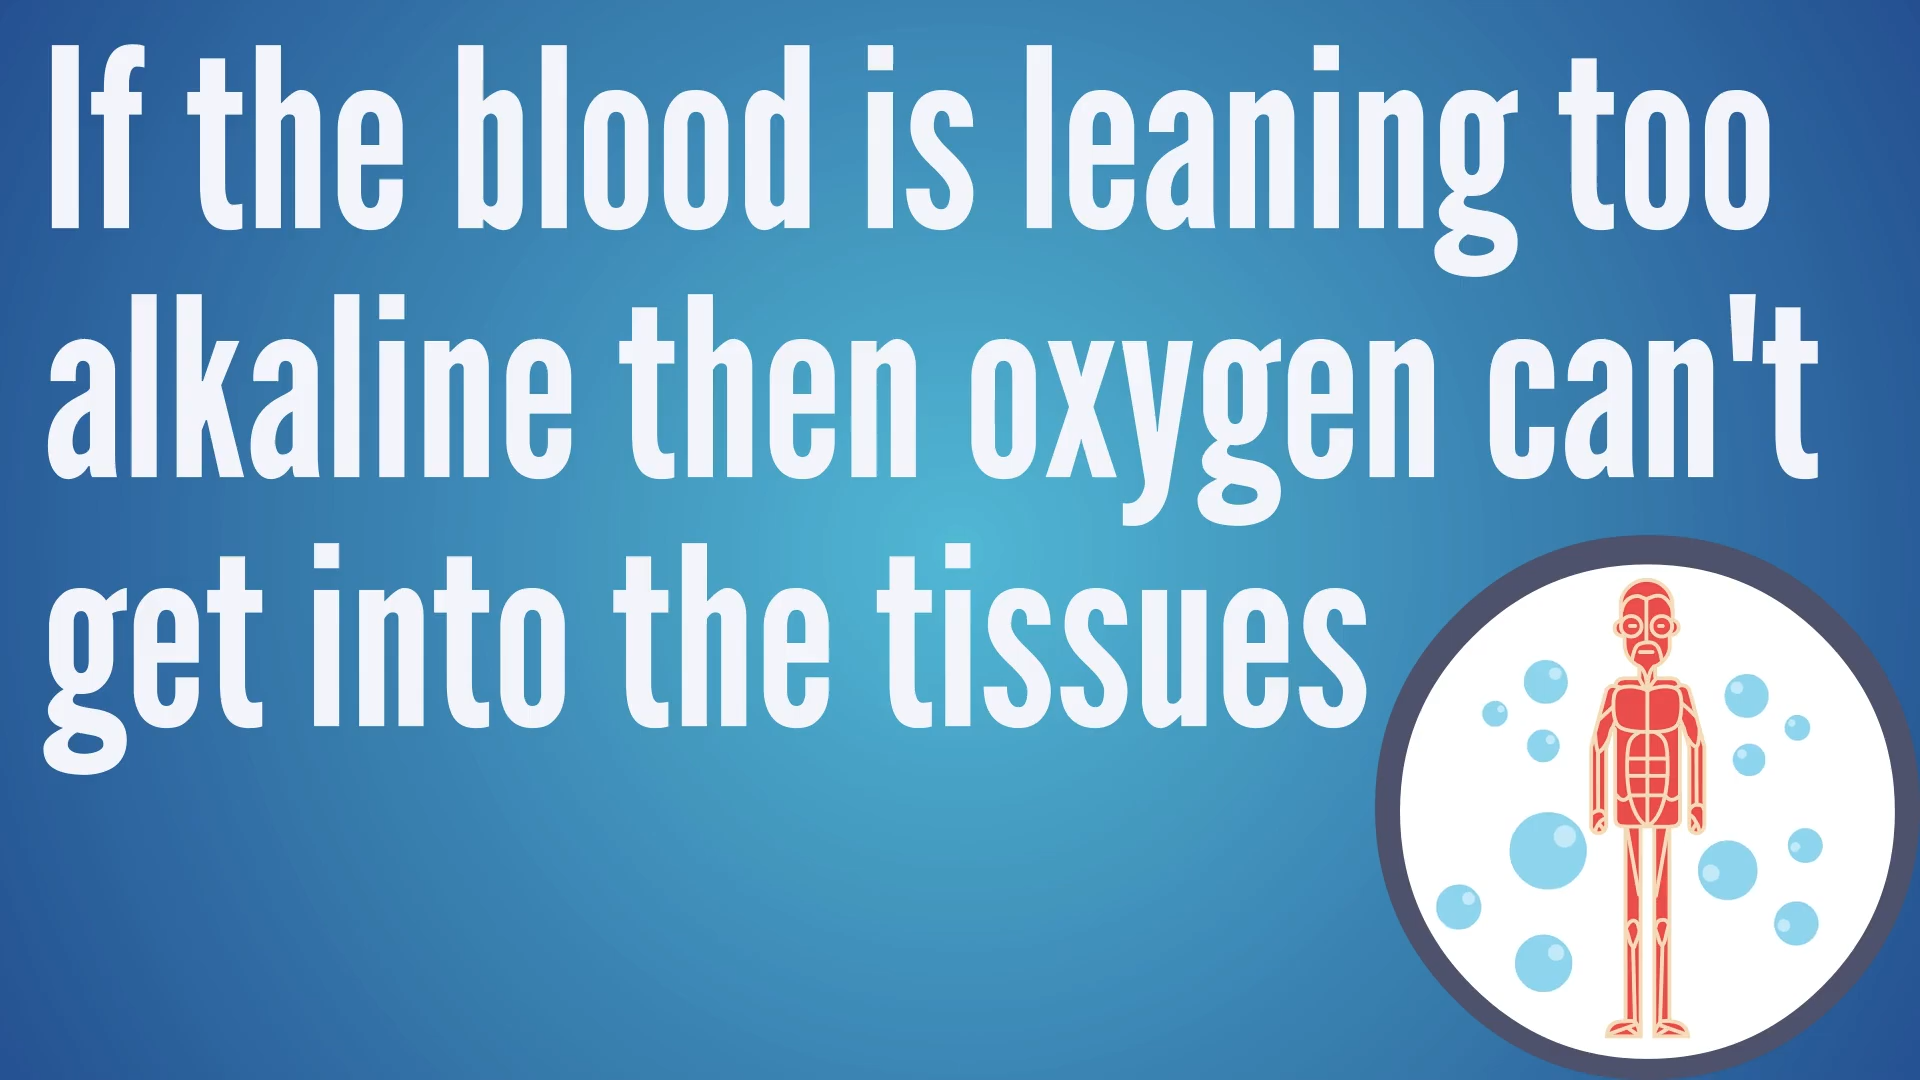 If the blood is leaning too
alkaline then oxygen can't
get into the tissues